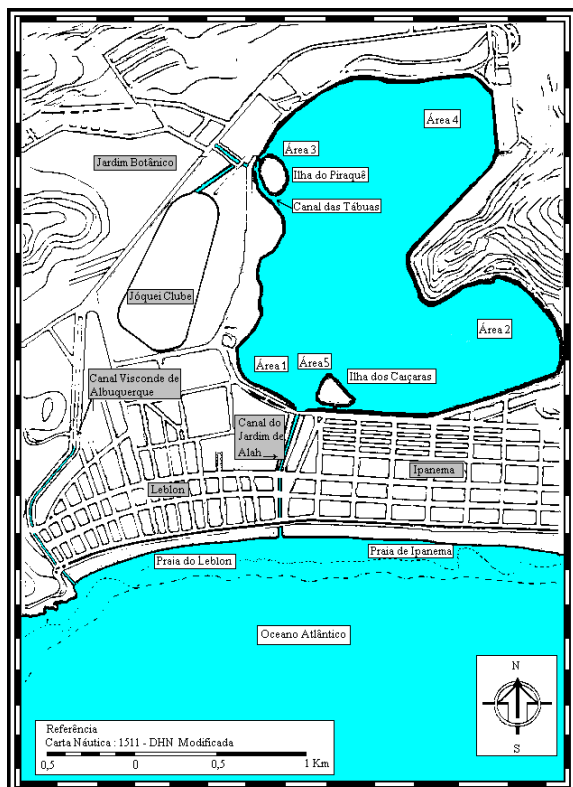 Área 4
Área 3
Jardim Botânico
Ilha do Piraquê
Canal das Tábuas
Jóquei Clube
Área 2
Área 1
Área5
Ilha dos Caiçaras
Canal Visconde de
Albuquerque
Canal do
Jardim de
Alah
Ipanema
Leblon
Praia do Leblon
Praia de Ipanema
Oceano Atlântico
N
S
Referência
Carta Náutica : 1511 - DHN Modificada
0,5 0 0,5 1 Km